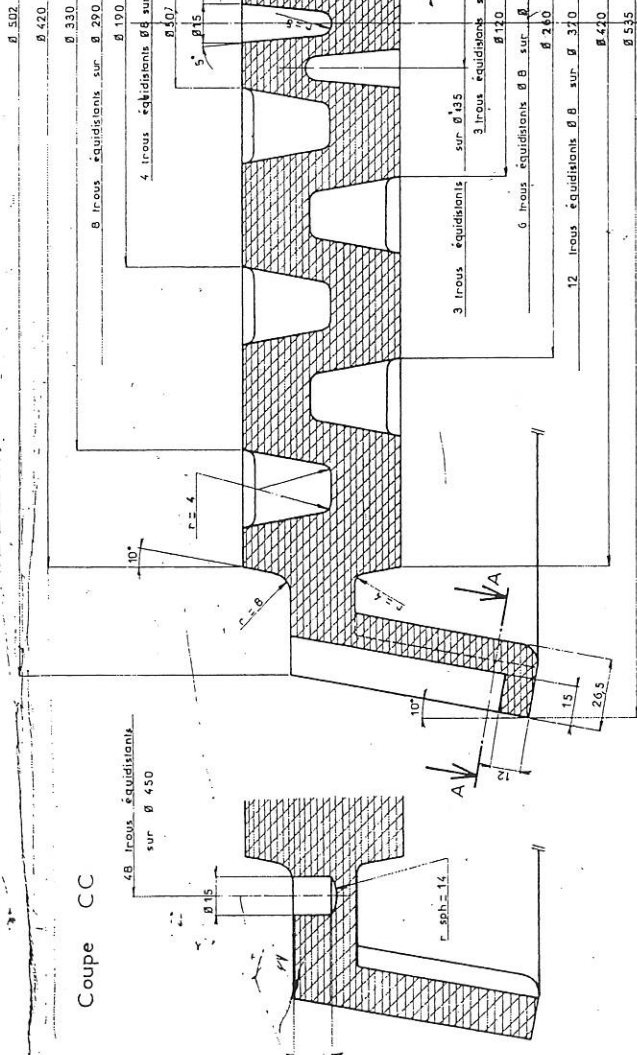 Ø 502
Ø 420
Ø 330
8 trous équidistants sur Ø 290
Ø 190
4 trous équidistants Ø 8 sur
Ø 15
5°
3 trous équidistants sur Ø 135
3 trous équidistants
Ø 120
6 trous équidistants Ø 8 sur Ø
Ø 260
12 trous équidistants Ø 8 sur Ø 320
Ø 420
Ø 535
r = 4
10°
r = 8
A
A
10°
12
15
26,5
Coupe CC
48 trous équidistants
sur Ø 450
Ø 15
r sph = 14